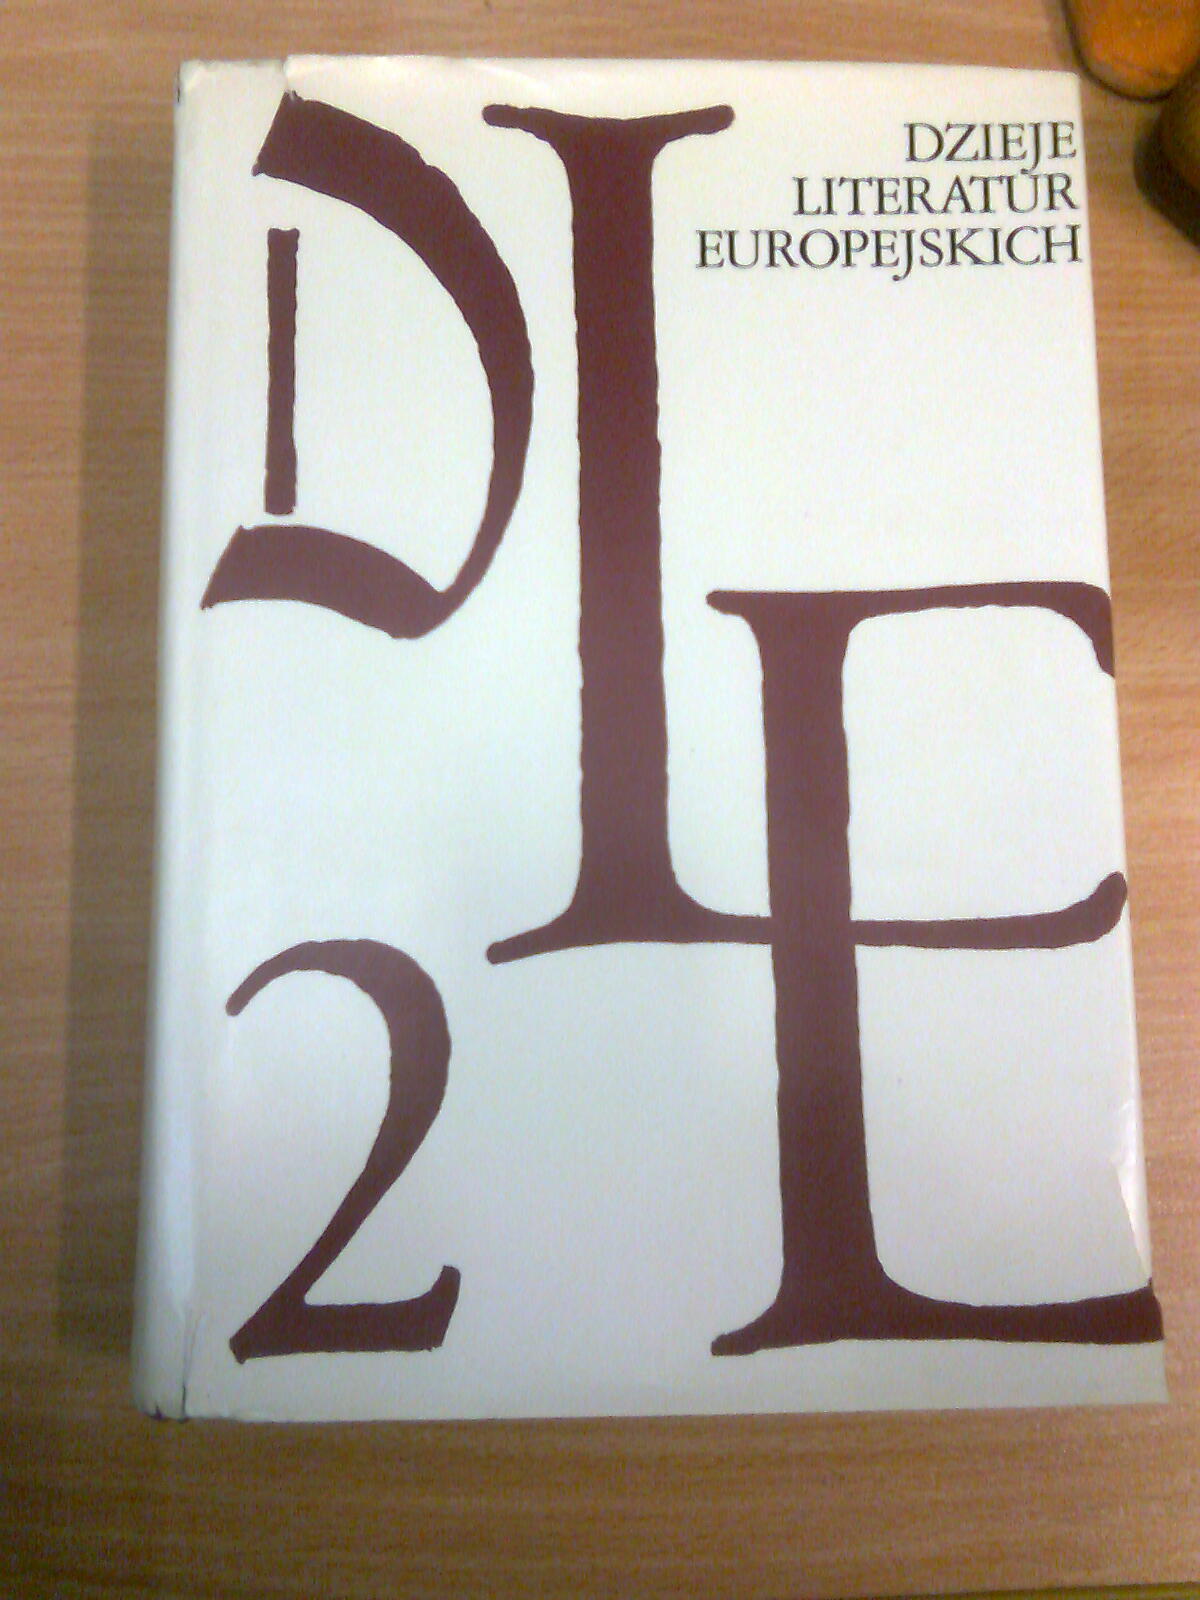 DLE
2
DZIEJE
LITERATUR
EUROPEJSKICH